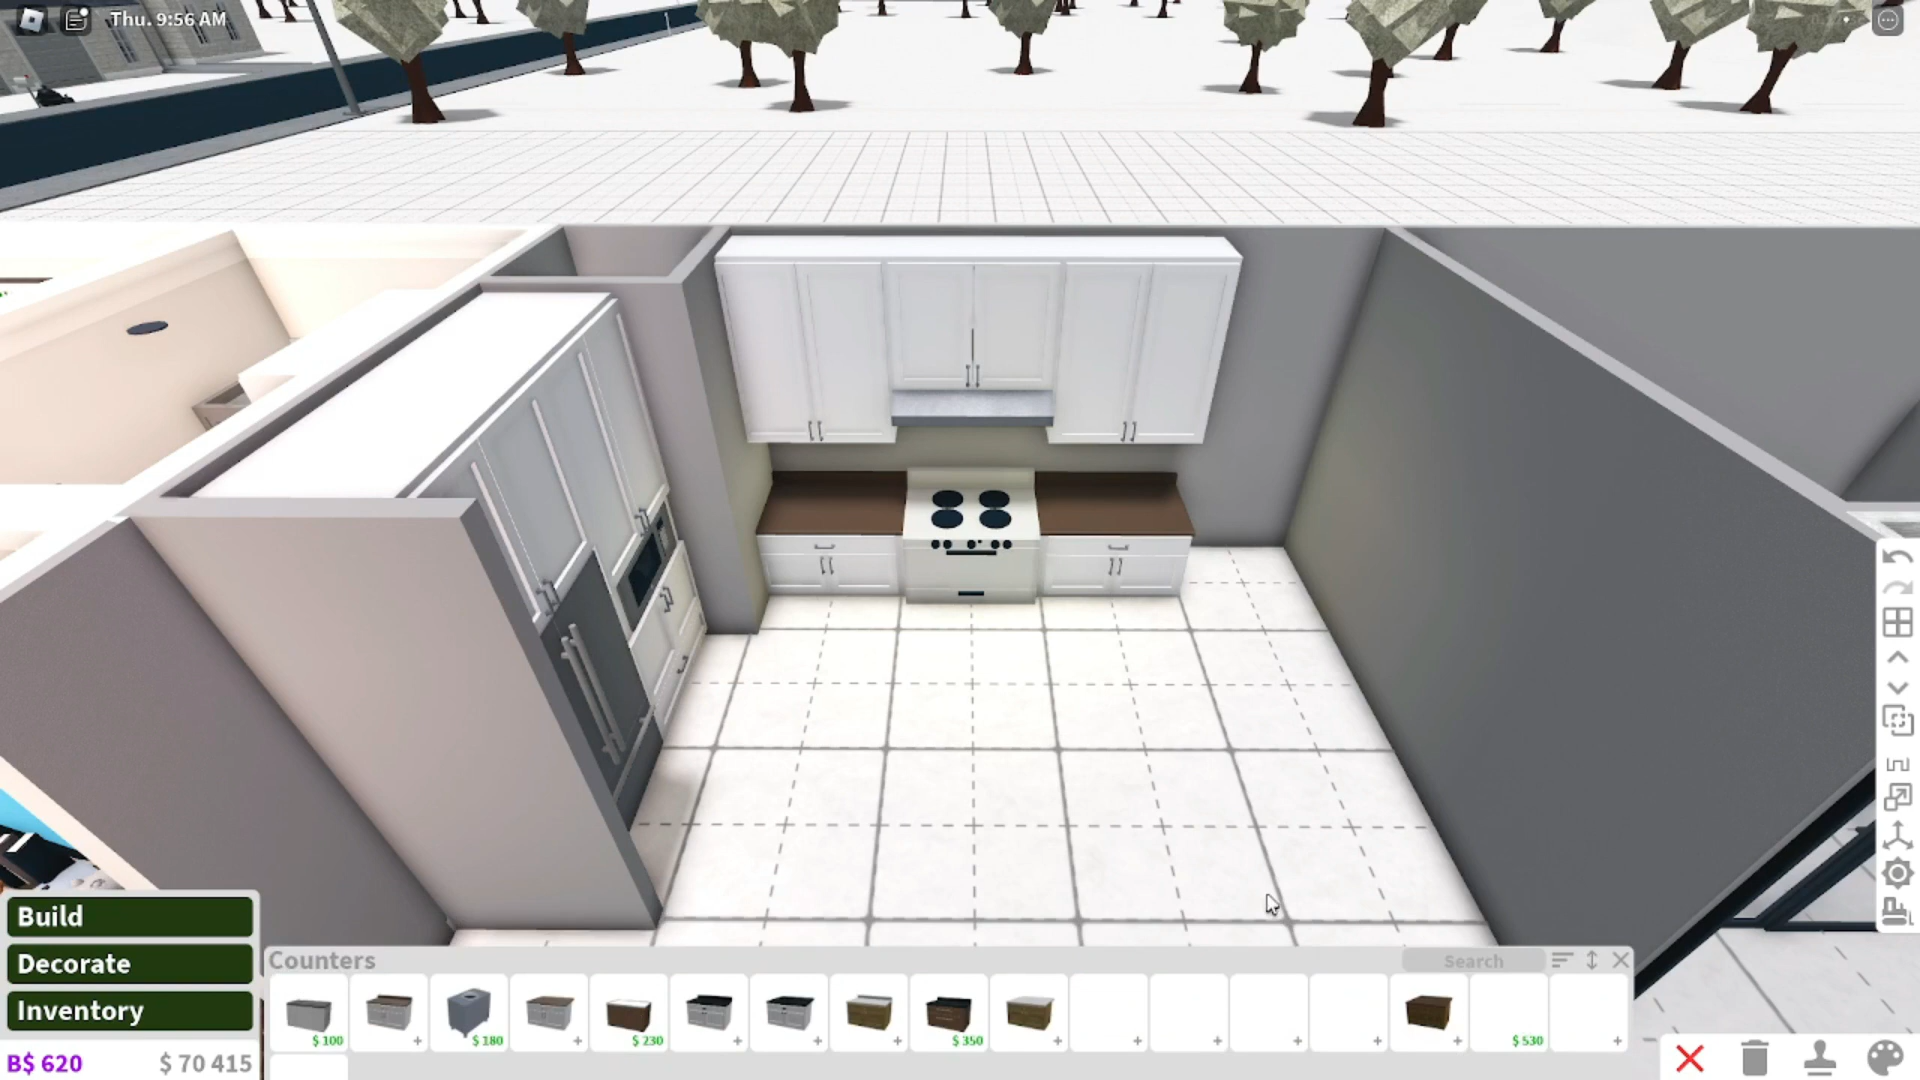 Thu. 9:56 AM
Build
Decorate
Inventory
B$ 620 $ 70 415
Counters
Search
$ 100 + $ 180 + $ 230 + + + $ 350 + + + + + + $ 530 +